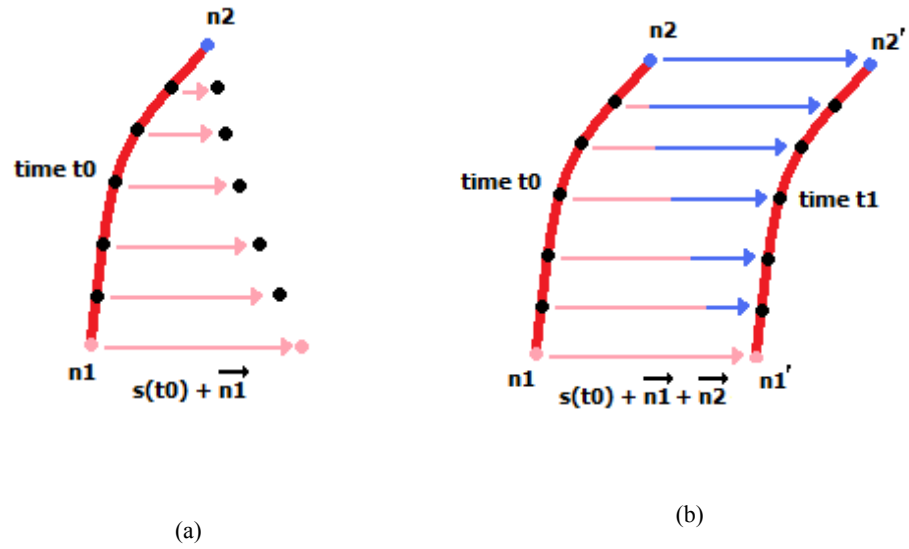 n2
time t0
n1
s(t0) + n1
(a)
n2
n2′
time t0
time t1
n1
n1′
s(t0) + n1 + n2
(b)